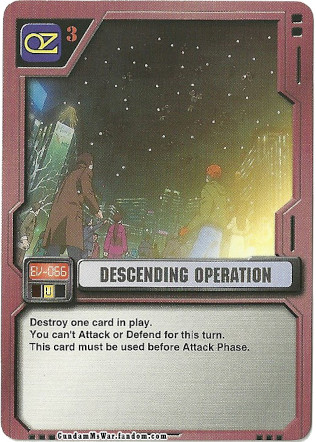 OZ 3
EV-066
U
DESCENDING OPERATION
Destroy one card in play.
You can't Attack or Defend for this turn.
This card must be used before Attack Phase.
GundamMsWar.fandom.com